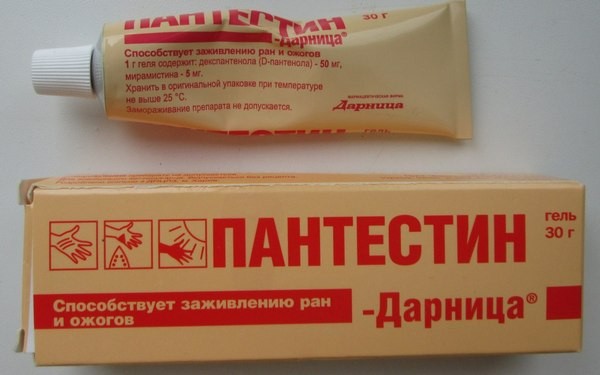 ПАНТЕСТИН
30 г
-Дарница®
Способствует заживлению ран и ожогов
1 г геля содержит: декспантенола (D-пантенола) - 50 мг,
мирамистина - 5 мг.
Хранить в оригинальной упаковке при температуре
не выше 25 °С.
Замораживание препарата не допускается.
Дарница
ПАНТЕСТИН
гель
ПАНТЕСТИН
гель
30 г
Способствует заживлению ран
и ожогов
-Дарница®